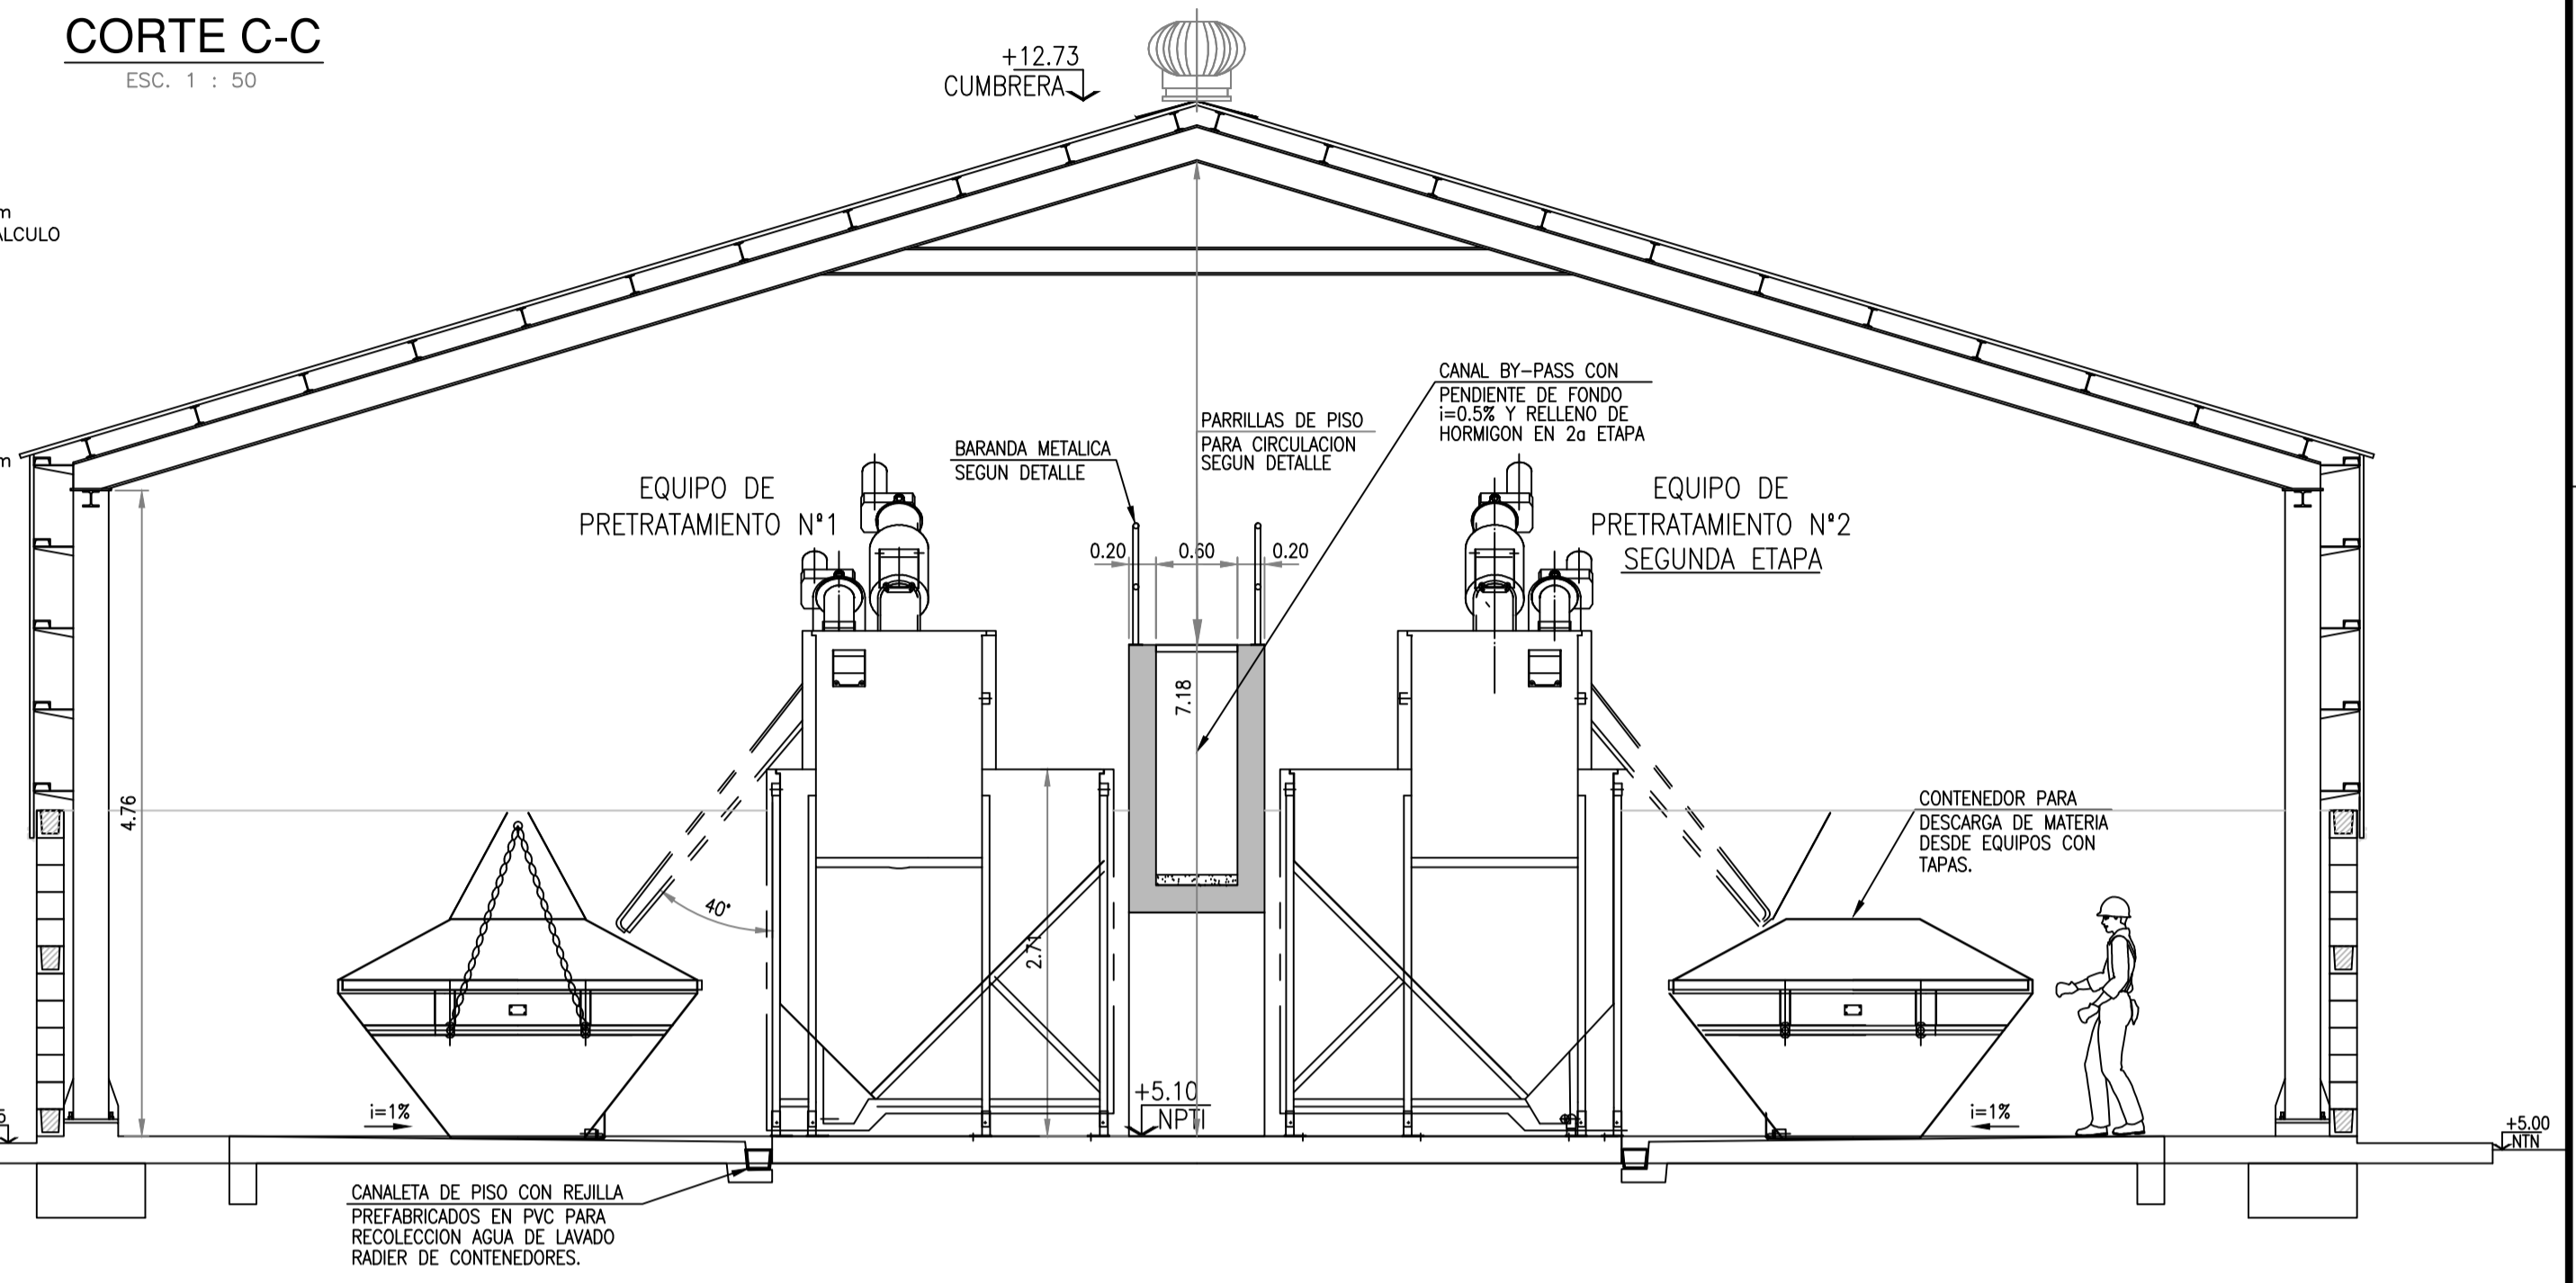 CORTE C-C
ESC. 1 : 50
+12.73
CUMBRERA
m
ALCULO
m
CANAL BY-PASS CON
PENDIENTE DE FONDO
i=0.5% Y RELLENO DE
HORMIGON EN 2a ETAPA
PARRILLAS DE PISO
PARA CIRCULACION
SEGUN DETALLE
BARANDA METALICA
SEGUN DETALLE
EQUIPO DE
PRETRATAMIENTO Nº1
EQUIPO DE
PRETRATAMIENTO Nº2
SEGUNDA ETAPA
0.20
0.60
0.20
7.18
4.76
CONTENEDOR PARA
DESCARGA DE MATERIA
DESDE EQUIPOS CON
TAPAS.
40°
2.71
+5.10
NPTI
i=1%
i=1%
5
+5.00
NTN
CANALETA DE PISO CON REJILLA
PREFABRICADOS EN PVC PARA
RECOLECCION AGUA DE LAVADO
RADIER DE CONTENEDORES.